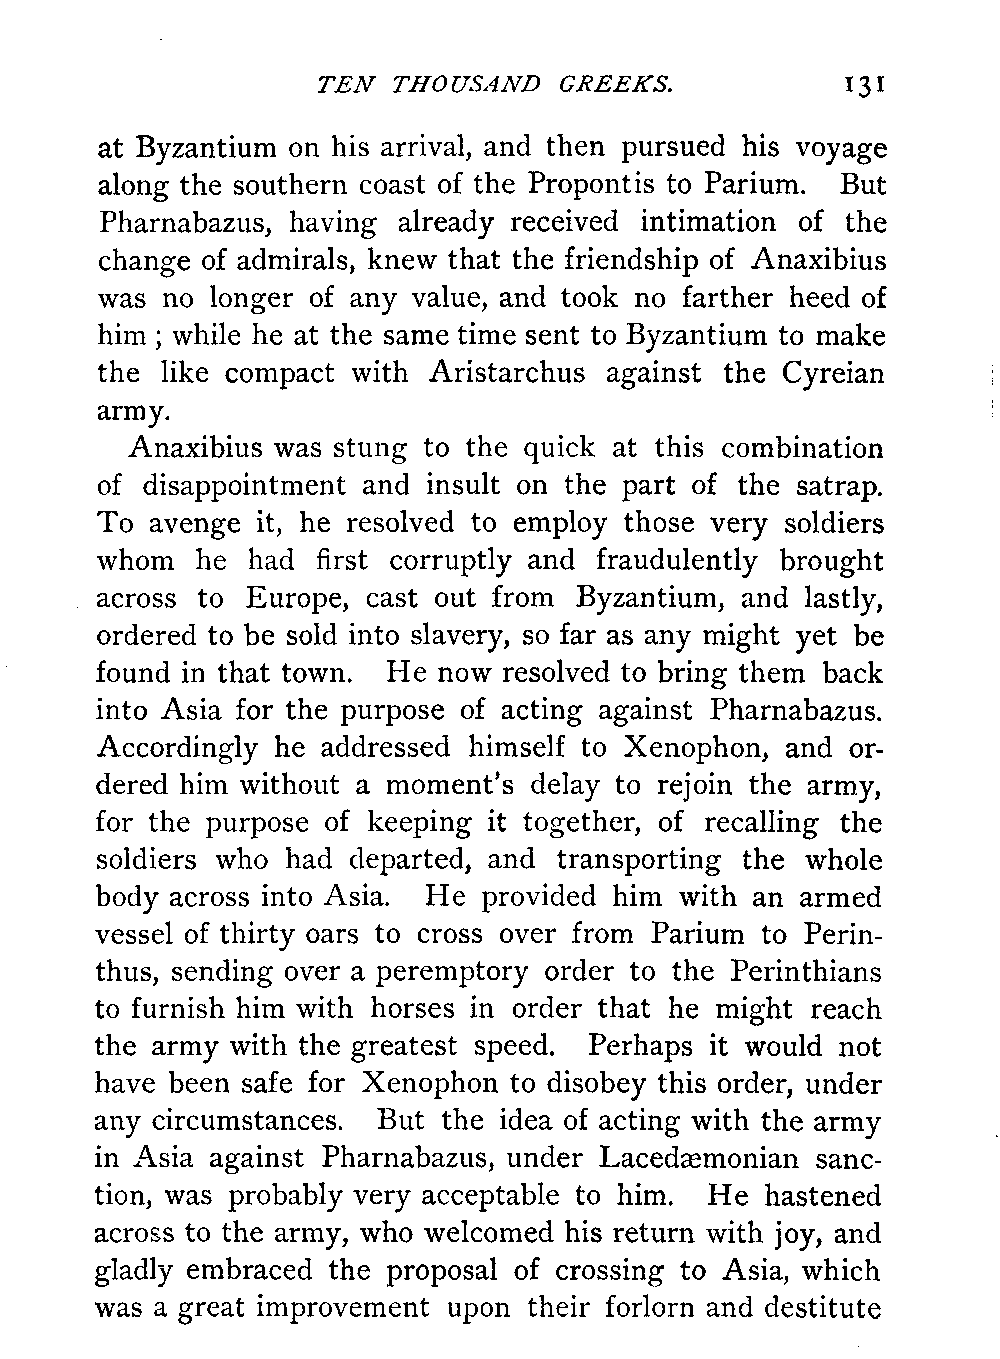 TEN THOUSAND GREEKS. 131
at Byzantium on his arrival, and then pursued his voyage
along the southern coast of the Propontis to Parium. But
Pharnabazus, having already received intimation of the
change of admirals, knew that the friendship of Anaxibius
was no longer of any value, and took no farther heed of
him ; while he at the same time sent to Byzantium to make
the like compact with Aristarchus against the Cyreian
army.
Anaxibius was stung to the quick at this combination
of disappointment and insult on the part of the satrap.
To avenge it, he resolved to employ those very soldiers
whom he had first corruptly and fraudulently brought
across to Europe, cast out from Byzantium, and lastly,
ordered to be sold into slavery, so far as any might yet be
found in that town. He now resolved to bring them back
into Asia for the purpose of acting against Pharnabazus.
Accordingly he addressed himself to Xenophon, and or-
dered him without a moment's delay to rejoin the army,
for the purpose of keeping it together, of recalling the
soldiers who had departed, and transporting the whole
body across into Asia. He provided him with an armed
vessel of thirty oars to cross over from Parium to Perin-
thus, sending over a peremptory order to the Perinthians
to furnish him with horses in order that he might reach
the army with the greatest speed. Perhaps it would not
have been safe for Xenophon to disobey this order, under
any circumstances. But the idea of acting with the army
in Asia against Pharnabazus, under Lacedæmonian sanc-
tion, was probably very acceptable to him. He hastened
across to the army, who welcomed his return with joy, and
gladly embraced the proposal of crossing to Asia, which
was a great improvement upon their forlorn and destitute